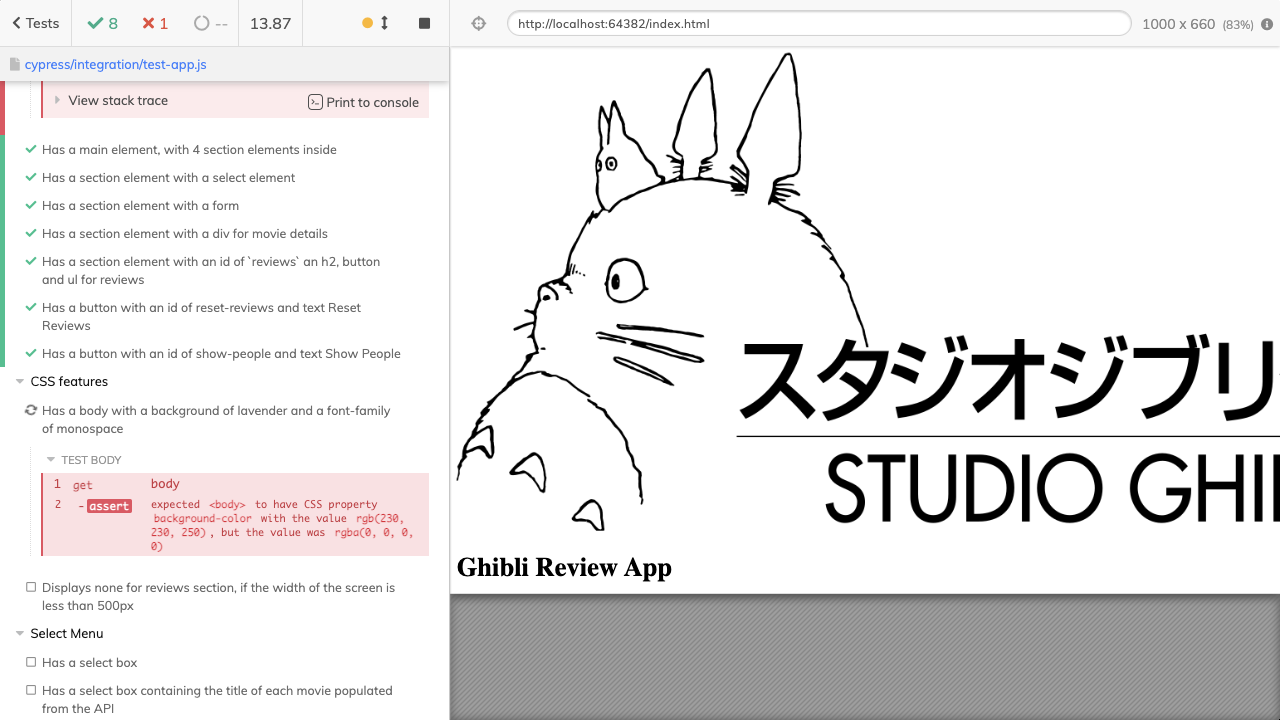 Tests
8
1
--
13.87
http://localhost:64382/index.html
1000 x 660 (83%)
cypress/integration/test-app.js
View stack trace
Print to console
Has a main element, with 4 section elements inside
Has a section element with a select element
Has a section element with a form
Has a section element with a div for movie details
Has a section element with an id of `reviews` an h2, button
and ul for reviews
Has a button with an id of reset-reviews and text Reset
Reviews
Has a button with an id of show-people and text Show People
CSS features
Has a body with a background of lavender and a font-family
of monospace
TEST BODY
1 get body
2 -assert expected <body> to have CSS property
background-color with the value rgb(230,
230, 250), but the value was rgba(0, 0, 0,
0)
Displays none for reviews section, if the width of the screen is
less than 500px
Select Menu
Has a select box
Has a select box containing the title of each movie populated
from the API
スタジオジブリ
STUDIO GHI
Ghibli Review App